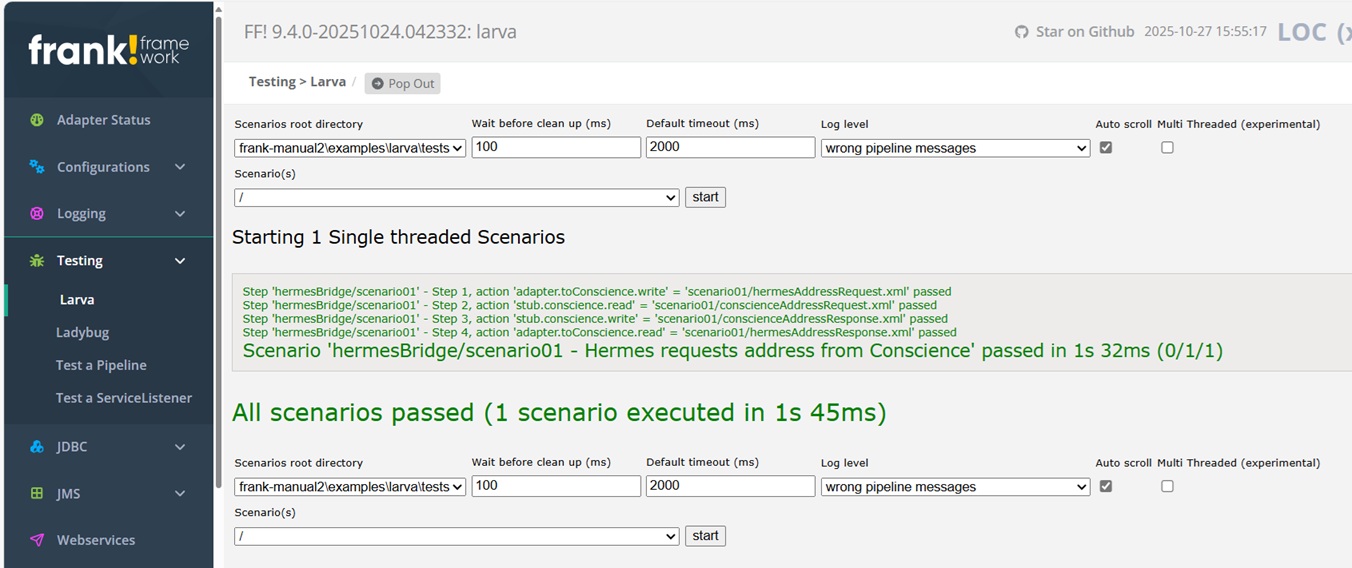 frank!framework
FF! 9.4.0-20251024.042332: larva
Star on Github 2025-10-27 15:55:17 LOC (
Testing > Larva / Pop Out
Adapter Status
Configurations
Logging
Testing
Larva
Ladybug
Test a Pipeline
Test a ServiceListener
JDBC
JMS
Webservices
Scenarios root directory Wait before clean up (ms) Default timeout (ms) Log level Auto scroll Multi Threaded (experimental)
frank-manual2\examples\larva\tests 100 2000 wrong pipeline messages
Scenario(s)
/ start
Starting 1 Single threaded Scenarios
Step 'hermesBridge/scenario01' - Step 1, action 'adapter.toConscience.write' = 'scenario01/hermesAddressRequest.xml' passed
Step 'hermesBridge/scenario01' - Step 2, action 'stub.conscience.read' = 'scenario01/conscienceAddressRequest.xml' passed
Step 'hermesBridge/scenario01' - Step 3, action 'stub.conscience.write' = 'scenario01/conscienceAddressResponse.xml' passed
Step 'hermesBridge/scenario01' - Step 4, action 'adapter.toConscience.read' = 'scenario01/hermesAddressResponse.xml' passed
Scenario 'hermesBridge/scenario01 - Hermes requests address from Conscience' passed in 1s 32ms (0/1/1)
All scenarios passed (1 scenario executed in 1s 45ms)
Scenarios root directory Wait before clean up (ms) Default timeout (ms) Log level Auto scroll Multi Threaded (experimental)
frank-manual2\examples\larva\tests 100 2000 wrong pipeline messages
Scenario(s)
/ start